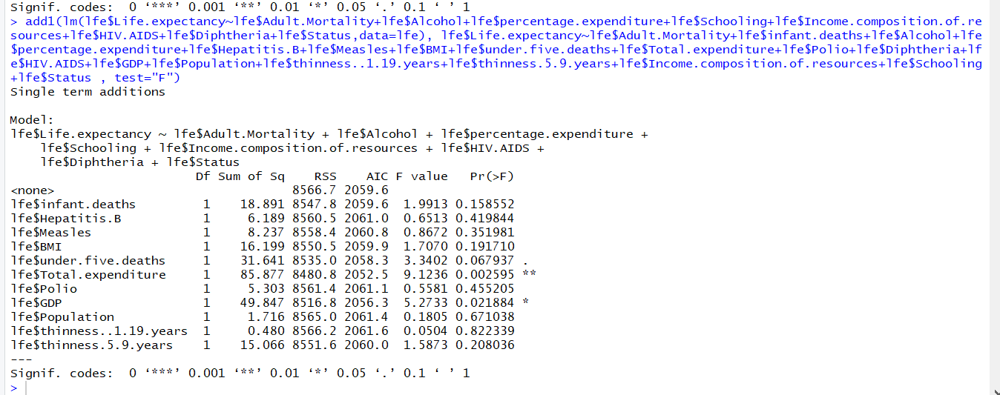 Signif. codes:  0 ‘***’ 0.001 ‘**’ 0.01 ‘*’ 0.05 ‘.’ 0.1 ‘ ’ 1
> add1(lm(lfe$Life.expectancy~lfe$Adult.Mortality+lfe$Alcohol+lfe$percentage.expenditure+lfe$Schooling+lfe$Income.composition.of.re
sources+lfe$HIV.AIDS+lfe$Diphtheria+lfe$Status,data=lfe), lfe$Life.expectancy~lfe$Adult.Mortality+lfe$infant.deaths+lfe$Alcohol+lfe
$percentage.expenditure+lfe$Hepatitis.B+lfe$Measles+lfe$BMI+lfe$under.five.deaths+lfe$Total.expenditure+lfe$Polio+lfe$Diphtheria+lf
e$HIV.AIDS+lfe$GDP+lfe$Population+lfe$thinness..1.19.years+lfe$thinness.5.9.years+lfe$Income.composition.of.resources+lfe$Schooling
+lfe$Status , test="F")
Single term additions

Model:
lfe$Life.expectancy ~ lfe$Adult.Mortality + lfe$Alcohol + lfe$percentage.expenditure +
    lfe$Schooling + lfe$Income.composition.of.resources + lfe$HIV.AIDS +
    lfe$Diphtheria + lfe$Status
                         Df Sum of Sq    RSS    AIC F value   Pr(>F)
<none>                                8566.7 2059.6
lfe$infant.deaths         1    18.891 8547.8 2059.6  1.9913 0.158552
lfe$Hepatitis.B           1     6.189 8560.5 2061.0  0.6513 0.419844
lfe$Measles               1     8.237 8558.4 2060.8  0.8672 0.351981
lfe$BMI                   1    16.199 8550.5 2059.9  1.7070 0.191710
lfe$under.five.deaths     1    31.641 8535.0 2058.3  3.3402 0.067937 .
lfe$Total.expenditure     1    85.877 8480.8 2052.5  9.1236 0.002595 **
lfe$Polio                 1     5.303 8561.4 2061.1  0.5581 0.455205
lfe$GDP                   1    49.847 8516.8 2056.3  5.2733 0.021884 *
lfe$Population            1     1.716 8565.0 2061.4  0.1805 0.671038
lfe$thinness..1.19.years  1     0.480 8566.2 2061.6  0.0504 0.822339
lfe$thinness.5.9.years    1    15.066 8551.6 2060.0  1.5873 0.208036
---
Signif. codes:  0 ‘***’ 0.001 ‘**’ 0.01 ‘*’ 0.05 ‘.’ 0.1 ‘ ’ 1
>